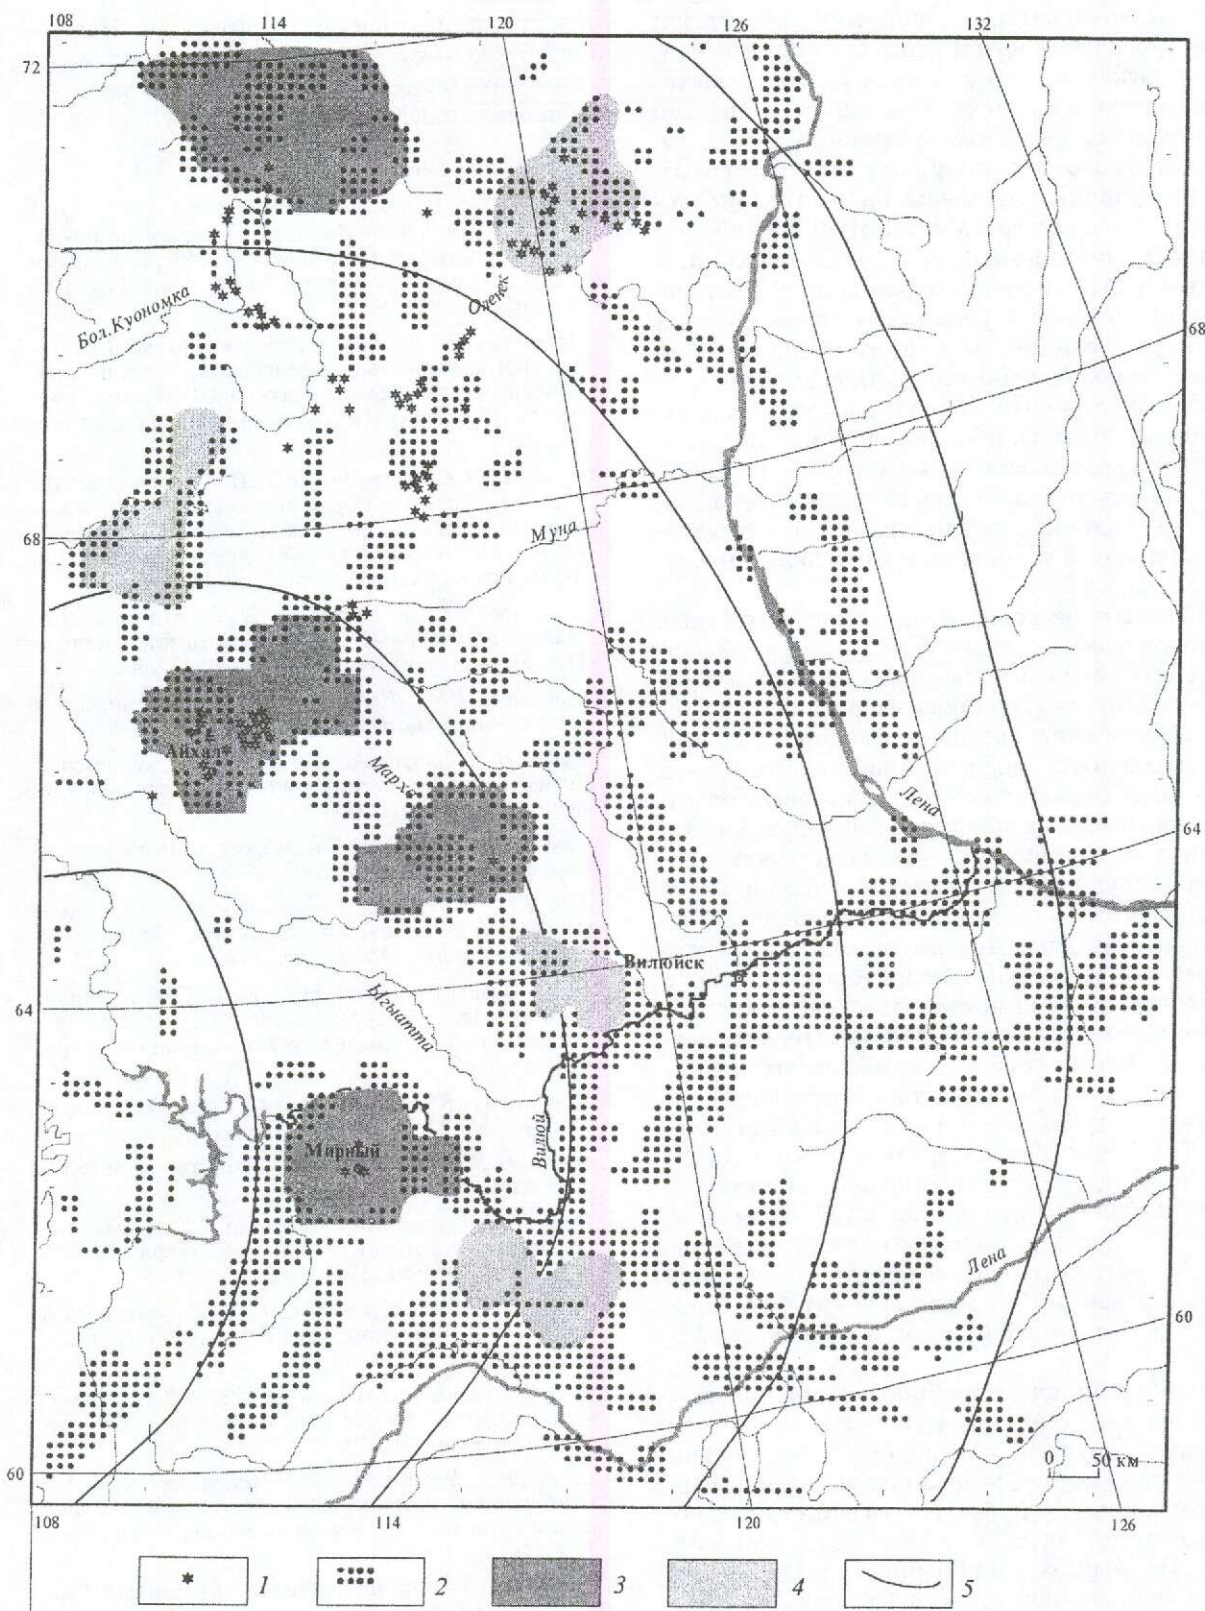 108 114 120 126 132
72
Оленек
Бол.Куономка
68
Муна
68
Айхал
Марха
Лена
64
Вилюйск
Ыгыатта
64
Мирный
Вилюй
Лена
60
60
0 50 км
108 114 120 126
1 2 3 4 5